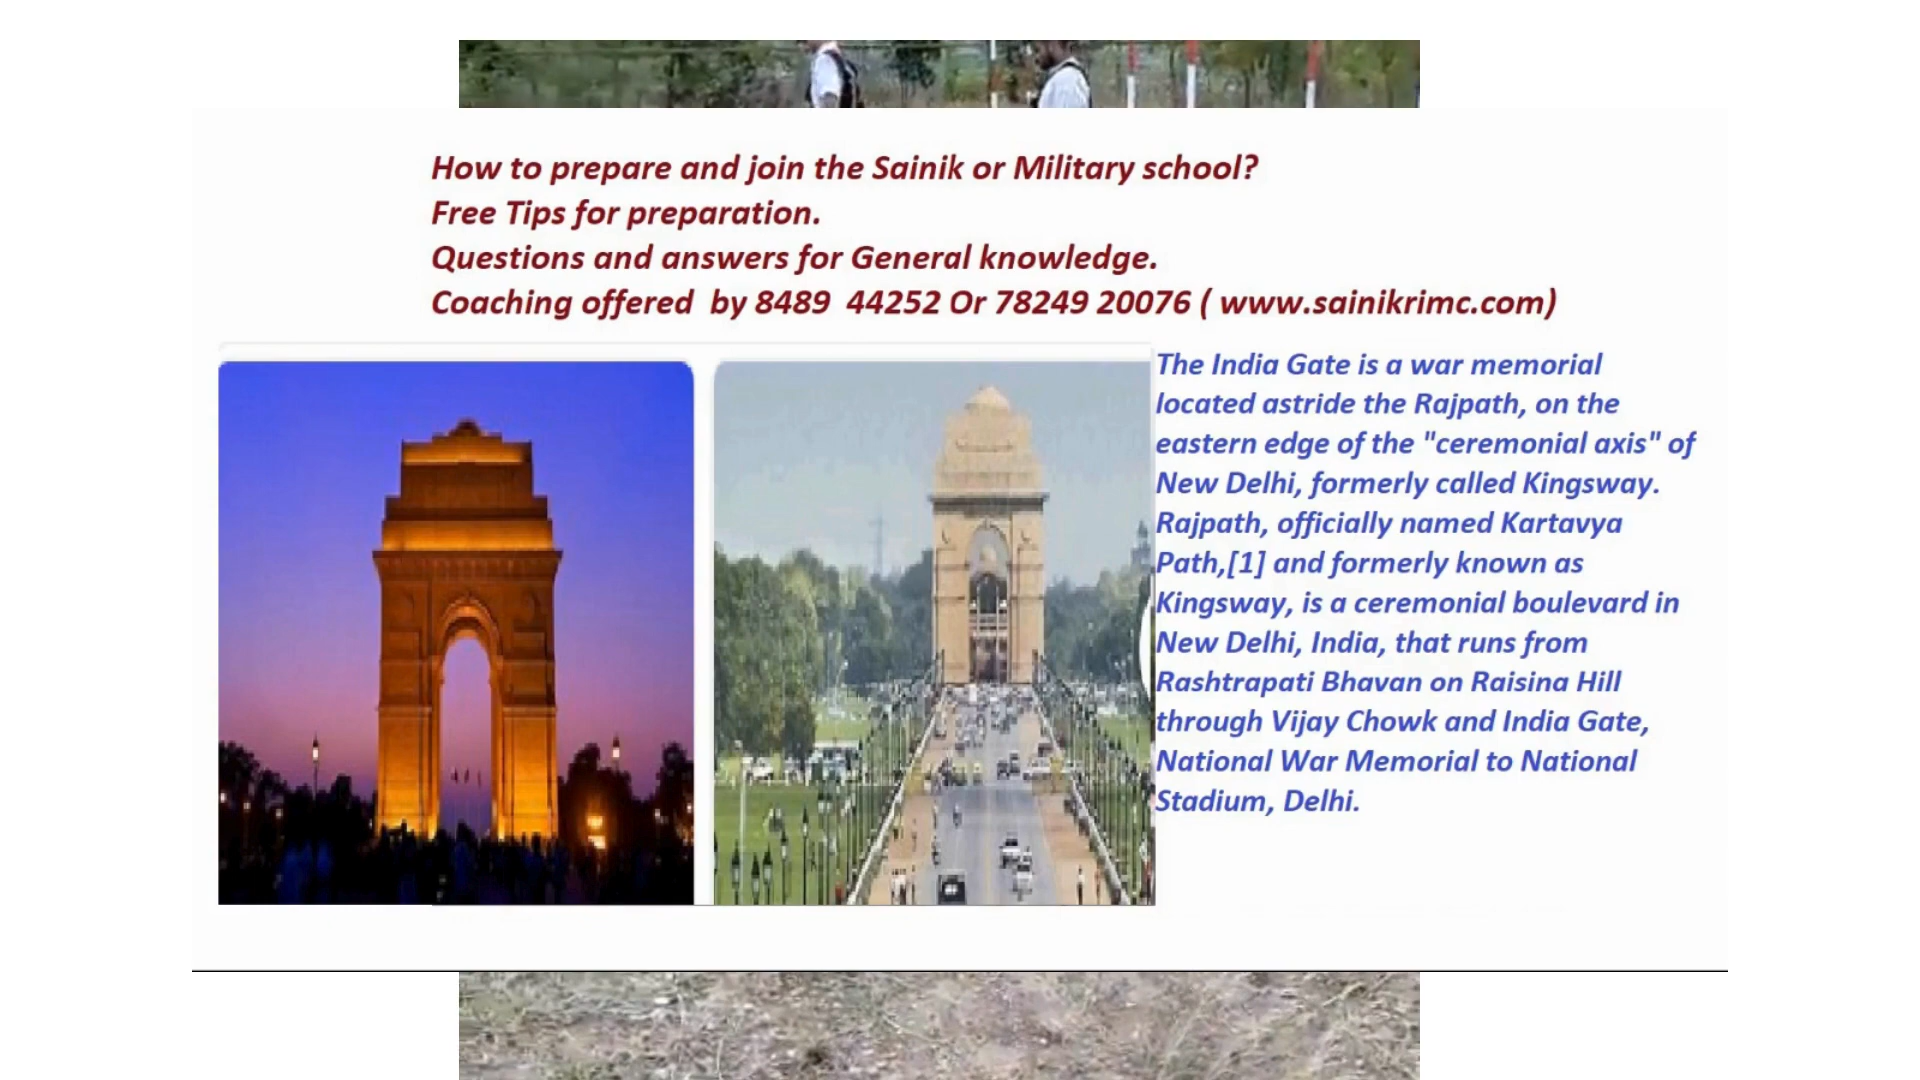 How to prepare and join the Sainik or Military school?
Free Tips for preparation.
Questions and answers for General knowledge.
Coaching offered by 8489 44252 Or 78249 20076 ( www.sainikrimc.com)
The India Gate is a war memorial
located astride the Rajpath, on the
eastern edge of the "ceremonial axis" of
New Delhi, formerly called Kingsway.
Rajpath, officially named Kartavya
Path,[1] and formerly known as
Kingsway, is a ceremonial boulevard in
New Delhi, India, that runs from
Rashtrapati Bhavan on Raisina Hill
through Vijay Chowk and India Gate,
National War Memorial to National
Stadium, Delhi.